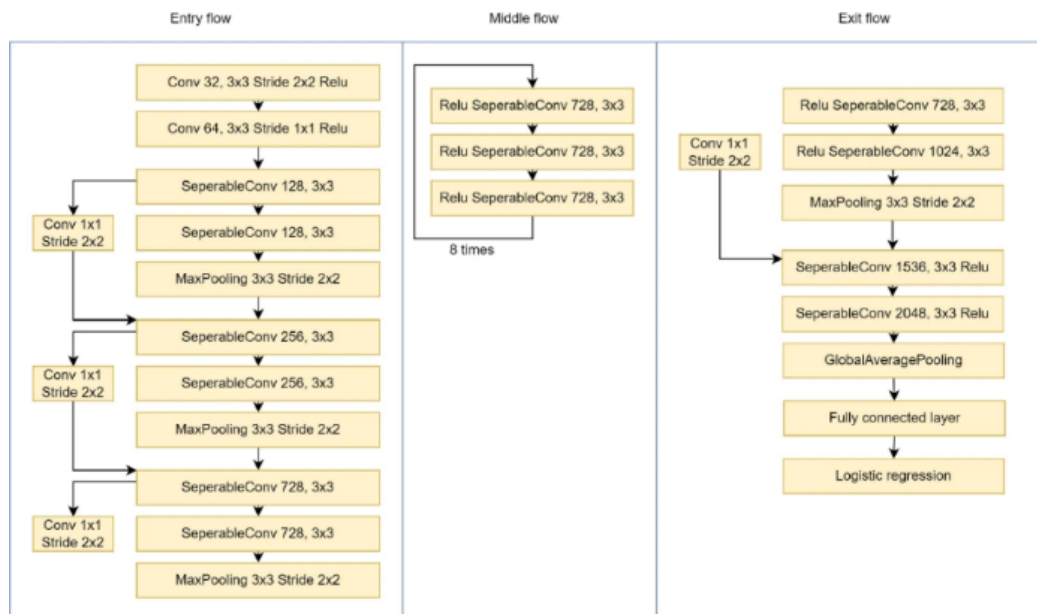 Entry flow
Conv 32, 3x3 Stride 2x2 Relu
Conv 64, 3x3 Stride 1x1 Relu
SeperableConv 128, 3x3
Conv 1x1
Stride 2x2
SeperableConv 128, 3x3
MaxPooling 3x3 Stride 2x2
SeperableConv 256, 3x3
Conv 1x1
Stride 2x2
SeperableConv 256, 3x3
MaxPooling 3x3 Stride 2x2
SeperableConv 728, 3x3
Conv 1x1
Stride 2x2
SeperableConv 728, 3x3
MaxPooling 3x3 Stride 2x2
Middle flow
Relu SeperableConv 728, 3x3
Relu SeperableConv 728, 3x3
Relu SeperableConv 728, 3x3
8 times
Exit flow
Relu SeperableConv 728, 3x3
Conv 1x1
Stride 2x2
Relu SeperableConv 1024, 3x3
MaxPooling 3x3 Stride 2x2
SeperableConv 1536, 3x3 Relu
SeperableConv 2048, 3x3 Relu
GlobalAveragePooling
Fully connected layer
Logistic regression